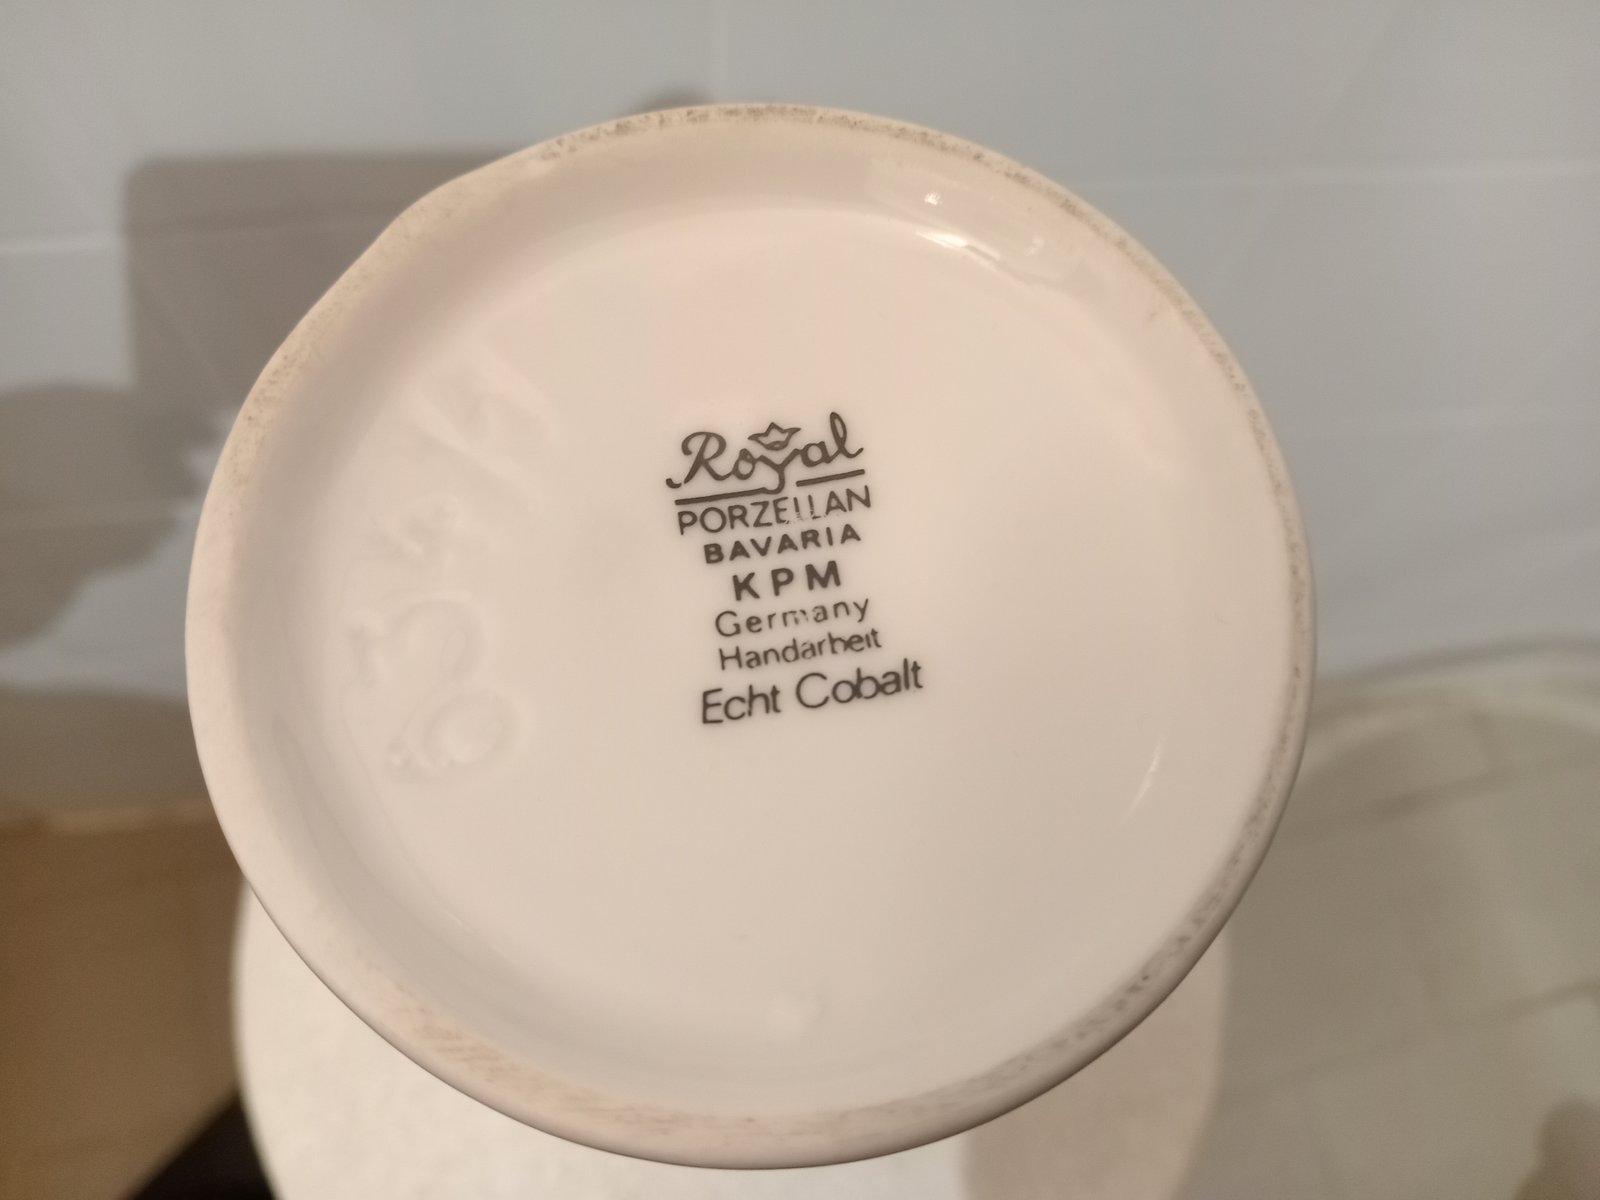 Royal
PORZELLAN
BAVARIA
KPM
Germany
Handarbeit
Echt Cobalt